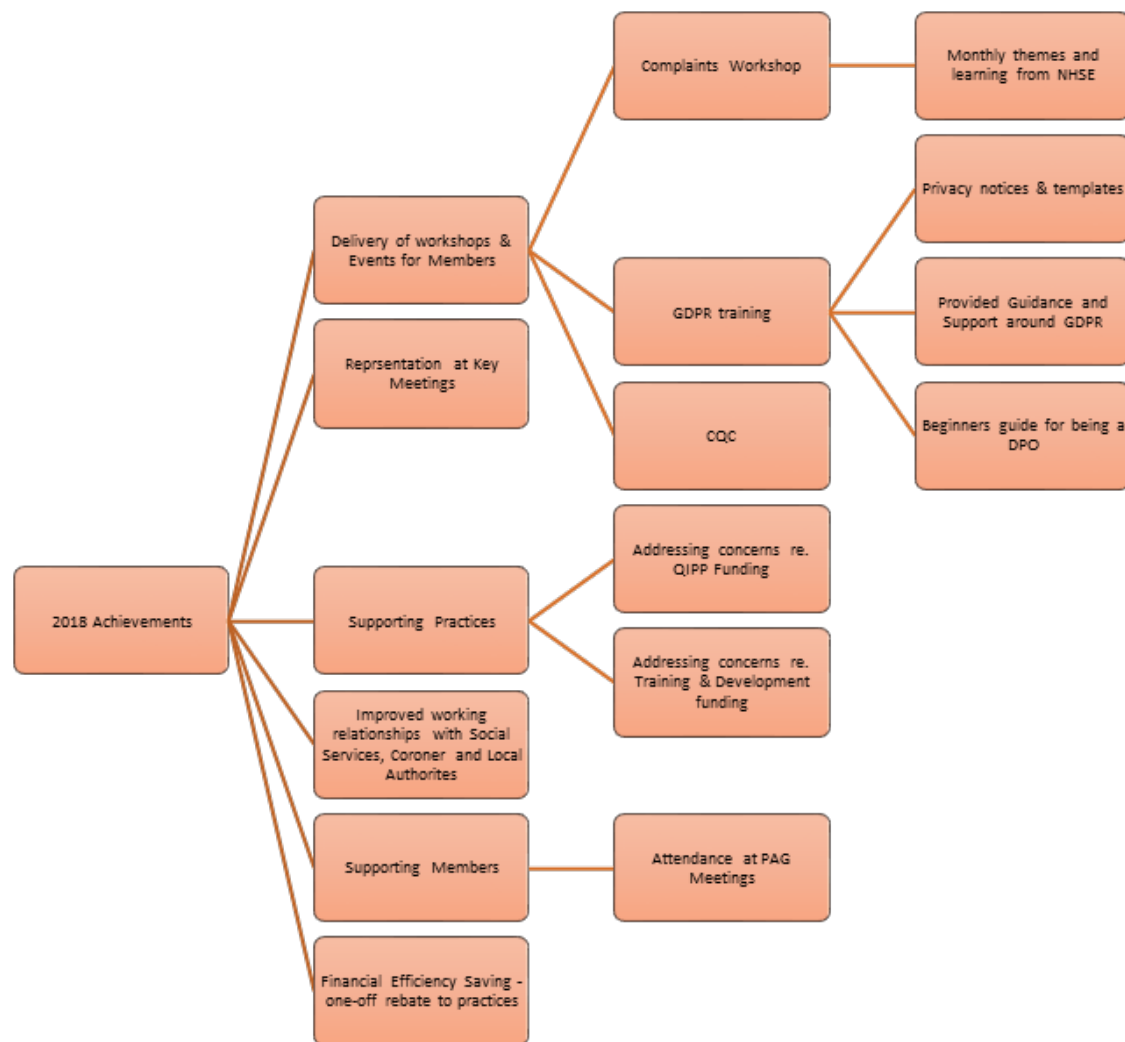 Complaints Workshop
Monthly themes and
learning from NHSE
Privacy notices & templates
Delivery of workshops &
Events for Members
GDPR training
Provided Guidance and
Support around GDPR
Reprsentation at Key
Meetings
CQC
Beginners guide for being a
DPO
Addressing concerns re.
QIPP Funding
2018 Achievements
Supporting Practices
Addressing concerns re.
Training & Development
funding
Improved working
relationships with Social
Services, Coroner and Local
Authorites
Supporting Members
Attendance at PAG
Meetings
Financial Efficiency Saving -
one-off rebate to practices